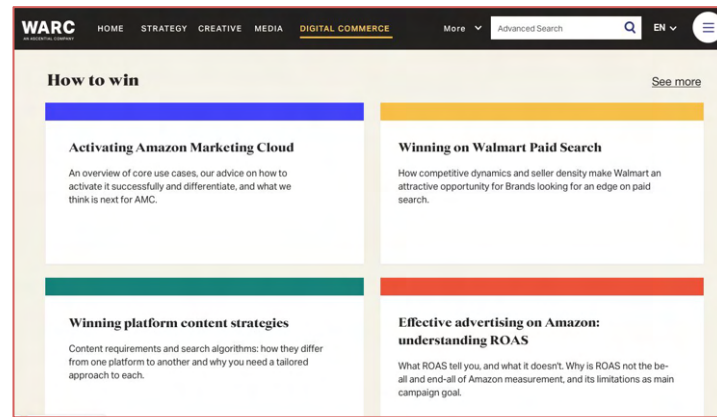 WARC
AN ASCENTIAL COMPANY
HOME STRATEGY CREATIVE MEDIA DIGITAL COMMERCE More Advanced Search EN
How to win
See more
Activating Amazon Marketing Cloud
An overview of core use cases, our advice on how to
activate it successfully and differentiate, and what we
think is next for AMC.
Winning on Walmart Paid Search
How competitive dynamics and seller density make Walmart an
attractive opportunity for Brands looking for an edge on paid
search.
Winning platform content strategies
Content requirements and search algorithms: how they differ
from one platform to another and why you need a tailored
approach to each.
Effective advertising on Amazon:
understanding ROAS
What ROAS tell you, and what it doesn't. Why is ROAS not the be-
all and end-all of Amazon measurement, and its limitations as main
campaign goal.